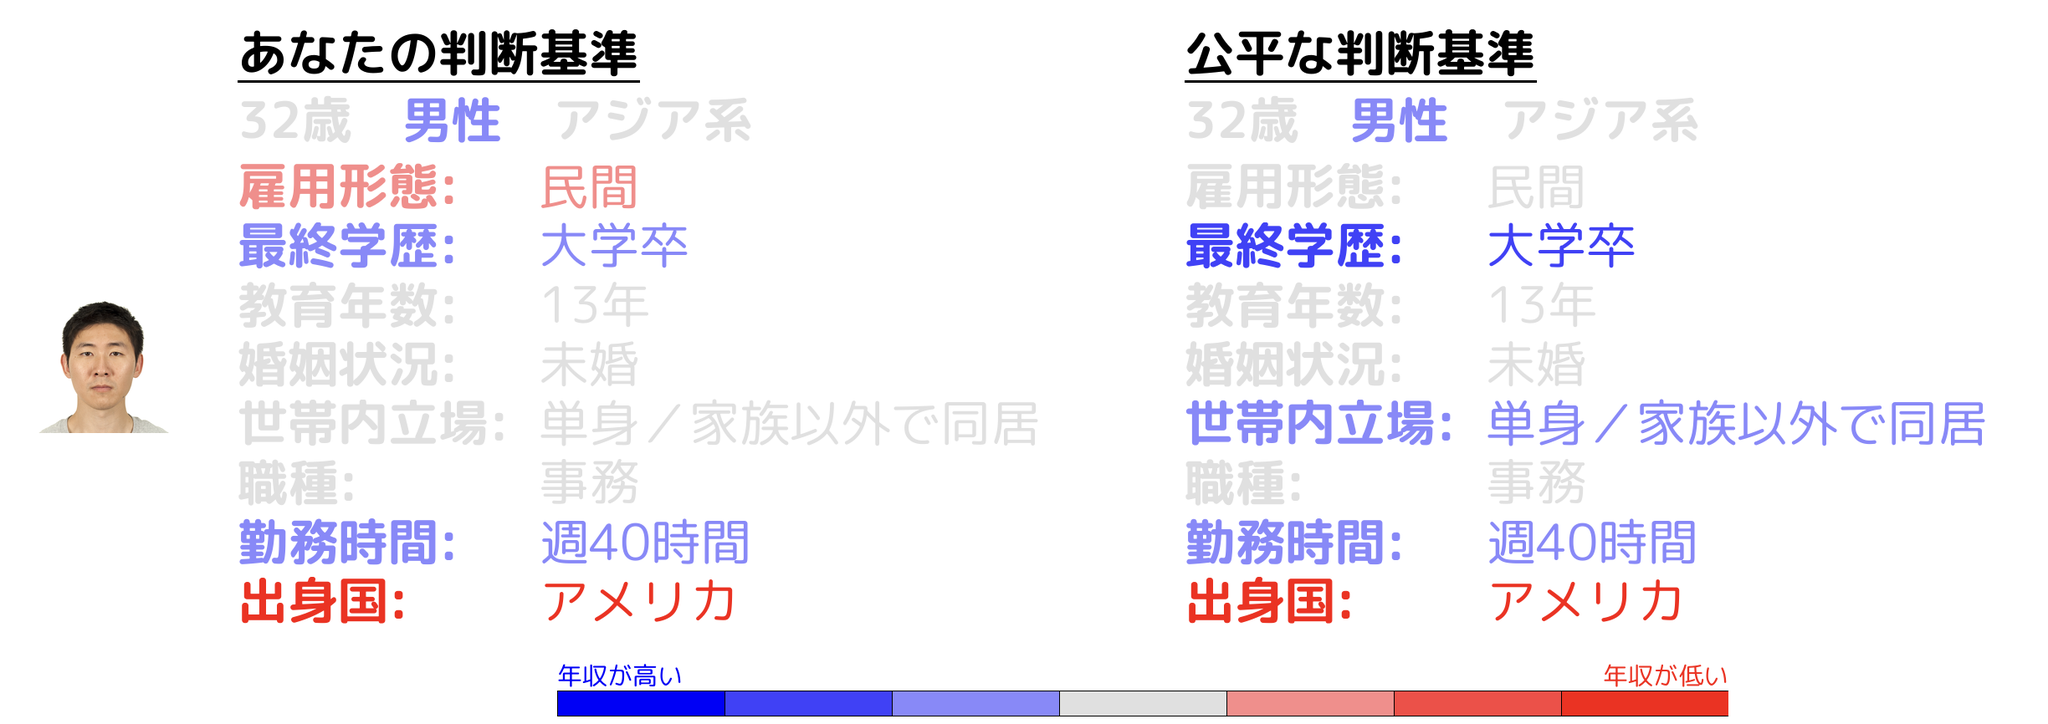 あなたの判断基準
32歳 男性 アジア系
雇用形態: 民間
最終学歴: 大学卒
教育年数: 13年
婚姻状況: 未婚
世帯内立場: 単身／家族以外で同居
職種: 事務
勤務時間: 週40時間
出身国: アメリカ
公平な判断基準
32歳 男性 アジア系
雇用形態: 民間
最終学歴: 大学卒
教育年数: 13年
婚姻状況: 未婚
世帯内立場: 単身／家族以外で同居
職種: 事務
勤務時間: 週40時間
出身国: アメリカ
年収が高い
年収が低い